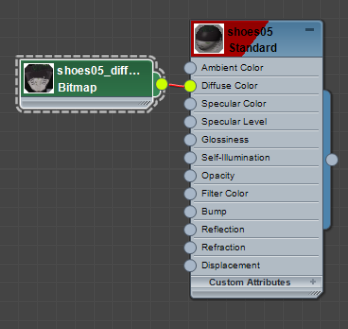 shoes05_diff...
Bitmap
shoes05
Standard
Ambient Color
Diffuse Color
Specular Color
Specular Level
Glossiness
Self-Illumination
Opacity
Filter Color
Bump
Reflection
Refraction
Displacement
Custom Attributes